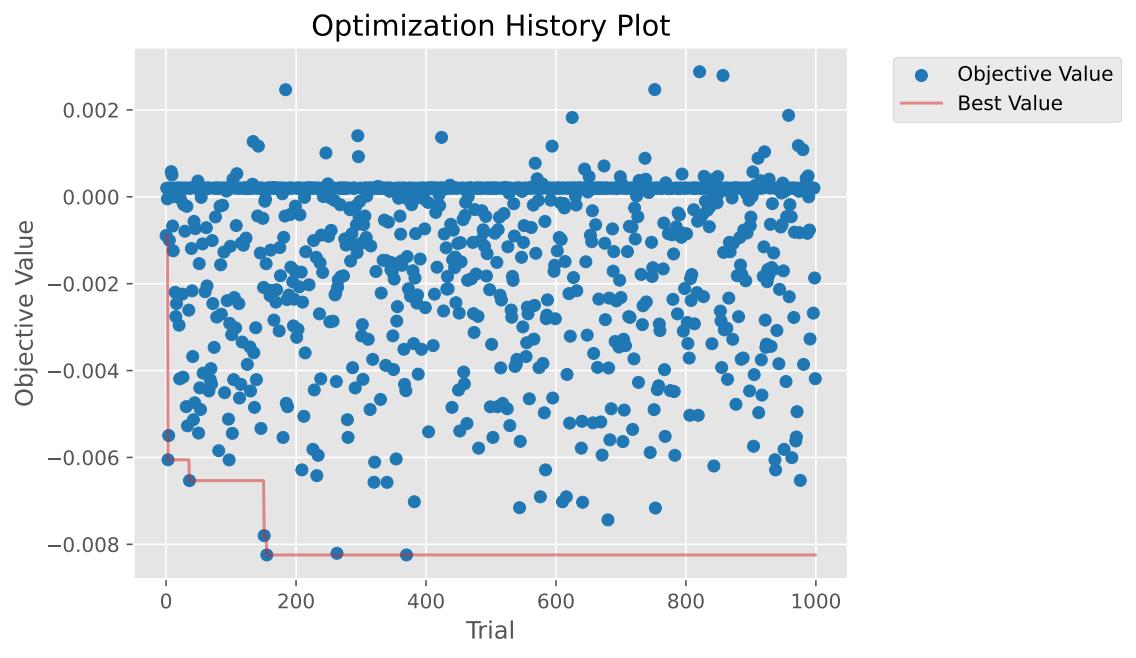 Optimization History Plot
Objective Value
Best Value
0.002
0.000
−0.002
−0.004
−0.006
−0.008
Objective Value
0 200 400 600 800 1000
Trial